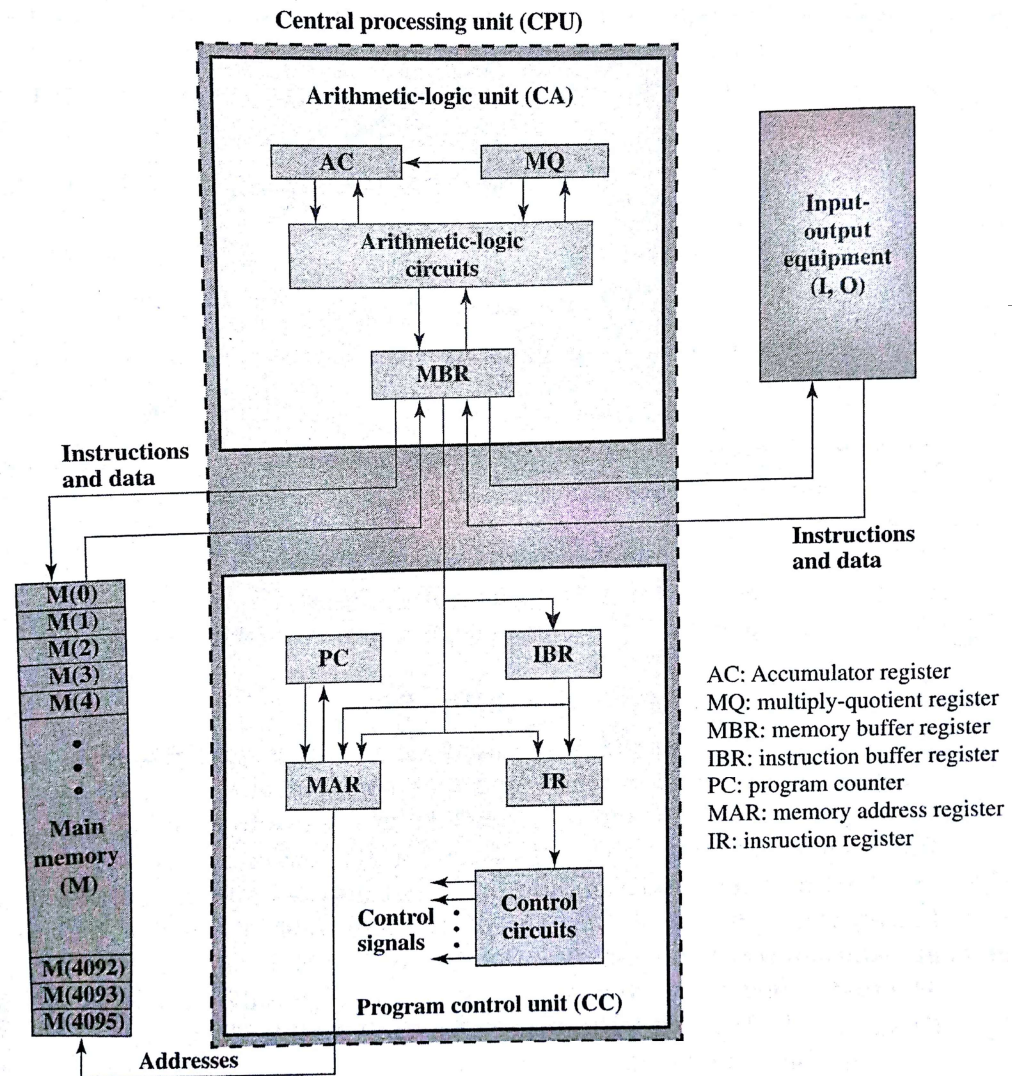 Central processing unit (CPU)
Arithmetic-logic unit (CA)
AC
MQ
Arithmetic-logic
circuits
MBR
Input-
output
equipment
(I, O)
Instructions
and data
Instructions
and data
M(0)
M(1)
M(2)
M(3)
M(4)
Main
memory
(M)
M(4092)
M(4093)
M(4095)
Addresses
PC
IBR
MAR
IR
Control
signals
Control
circuits
Program control unit (CC)
AC: Accumulator register
MQ: multiply-quotient register
MBR: memory buffer register
IBR: instruction buffer register
PC: program counter
MAR: memory address register
IR: insruction register